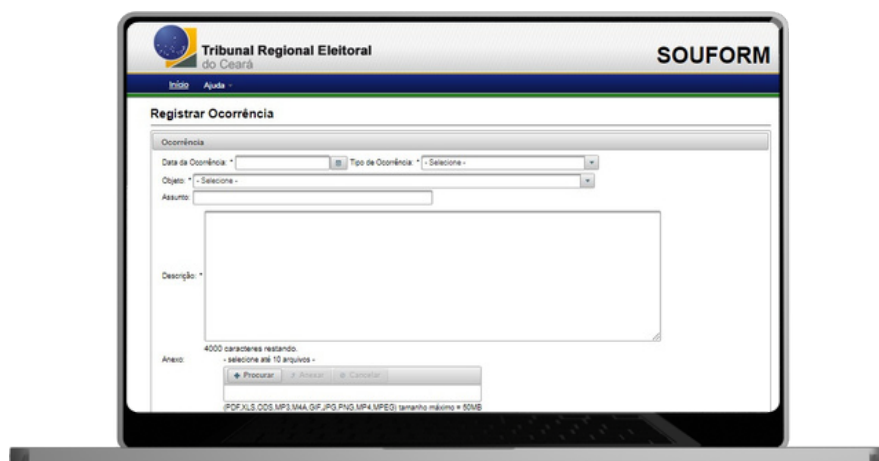 Tribunal Regional Eleitoral
do Ceará
SOUFORM
Início Ajuda
Registrar Ocorrência
Ocorrência
Data da Ocorrência: * Tipo de Ocorrência: * - Selecione -
Objeto: * - Selecione -
Assunto:
Descrição: *
4000 caracteres restando.
Anexo: - selecione até 10 arquivos -
Procurar Anexar Cancelar
(PDF,XLS,ODS,MP3,M4A,GIF,JPG,PNG,MP4,MPEG) tamanho máximo = 50MB